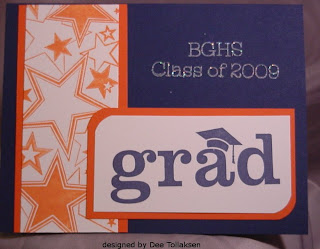 BGHS
Class of 2009
grad
designed by Dee Tollaksen